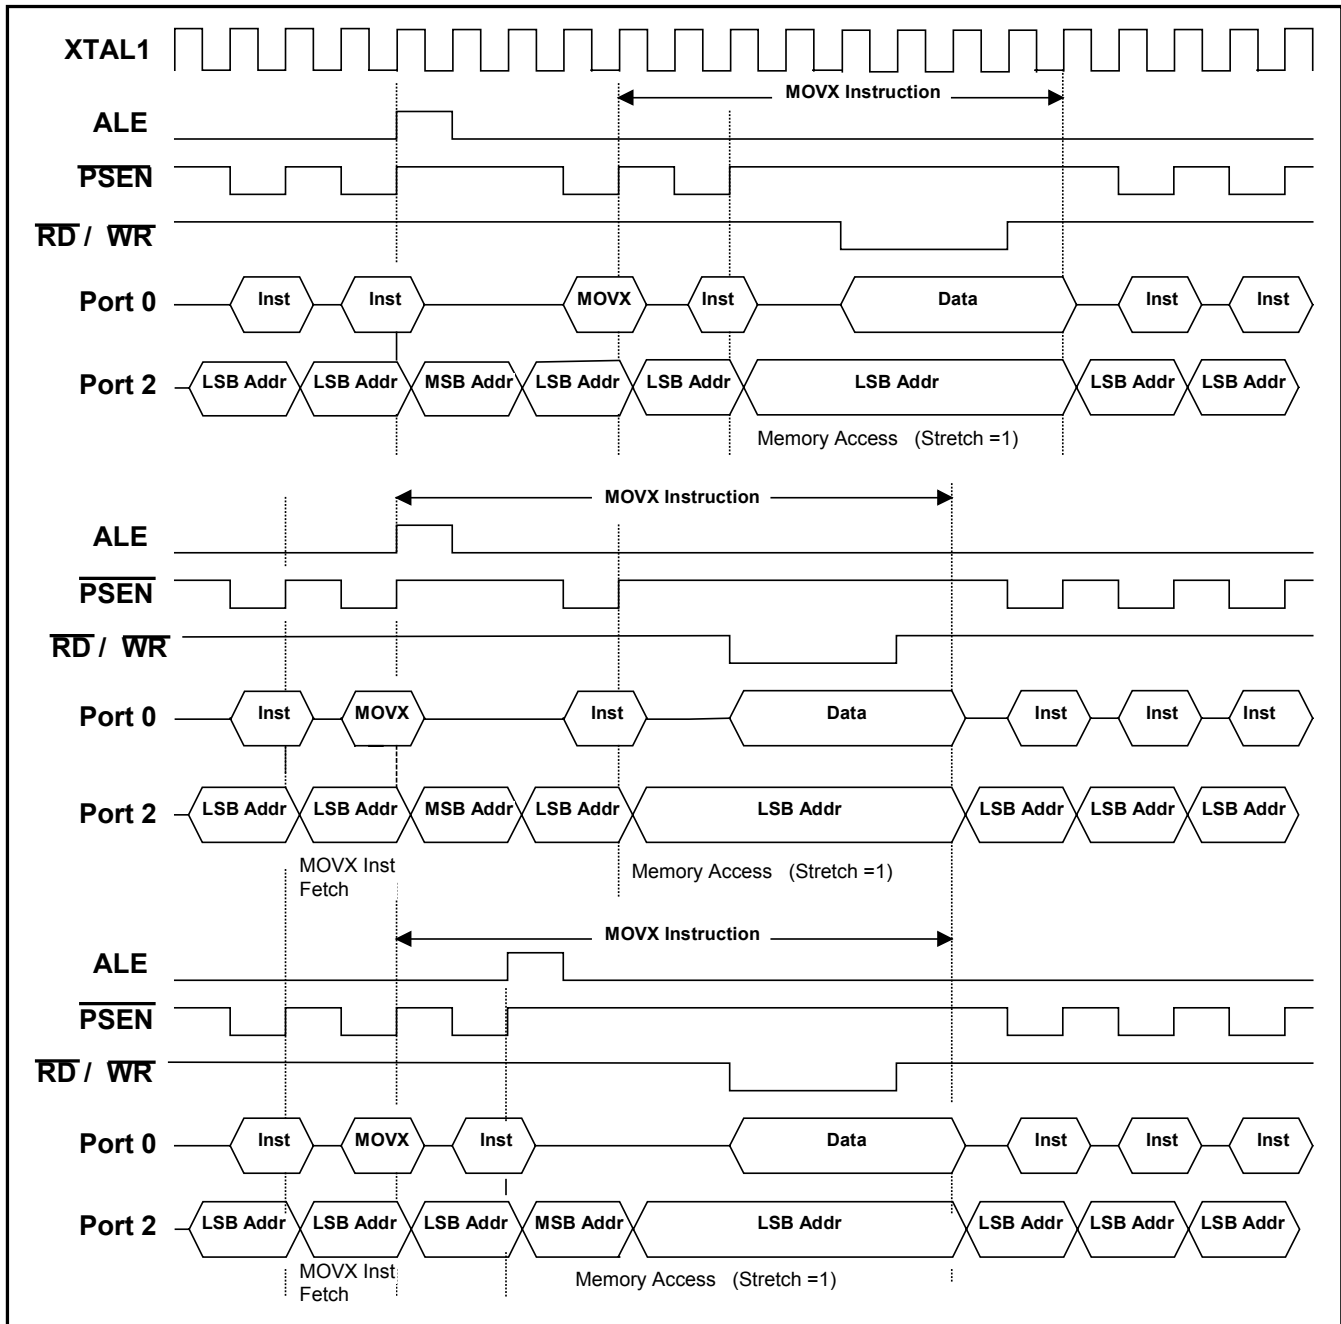 XTAL1
MOVX Instruction
ALE
PSEN
RD / WR
Port 0 Inst Inst MOVX Inst Data Inst Inst
Port 2 LSB Addr LSB Addr MSB Addr LSB Addr LSB Addr LSB Addr LSB Addr LSB Addr
Memory Access (Stretch =1)
MOVX Instruction
ALE
PSEN
RD / WR
Port 0 Inst MOVX Inst Data Inst Inst Inst
Port 2 LSB Addr LSB Addr MSB Addr LSB Addr LSB Addr LSB Addr LSB Addr LSB Addr
MOVX Inst
Fetch
Memory Access (Stretch =1)
MOVX Instruction
ALE
PSEN
RD / WR
Port 0 Inst MOVX Inst Data Inst Inst Inst
Port 2 LSB Addr LSB Addr LSB Addr MSB Addr LSB Addr LSB Addr LSB Addr LSB Addr
MOVX Inst
Fetch
Memory Access (Stretch =1)